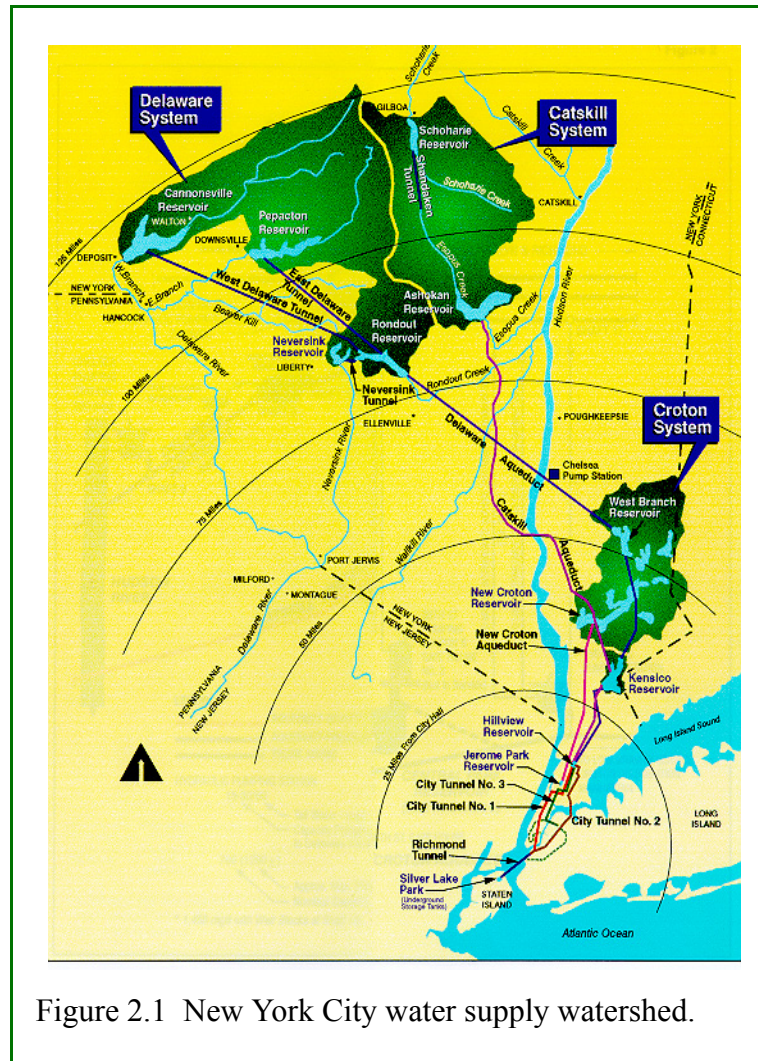 Schoharie
Creek
Delaware
System
GILBOA
Catskill
System
Schoharie
Reservoir
Catskill
Creek
Shandaken
Tunnel
Cannonsville
Reservoir
WALTON
Schoharie Creek
CATSKILL
NEW YORK
CONNECTICUT
Pepacton
Reservoir
DOWNSVILLE
DEPOSIT
125 Miles
W. Branch
E. Branch
East Delaware
Tunnel
West Delaware Tunnel
Esopus Creek
Hudson River
NEW YORK
PENNSYLVANIA
HANCOCK
Beaver Kill
Ashokan
Reservoir
Esopus Creek
Rondout
Reservoir
Neversink
Reservoir
Delaware River
LIBERTY
Rondout Creek
Neversink
Tunnel
100 Miles
ELLENVILLE
POUGHKEEPSIE
Croton
System
Delaware
Aqueduct
Chelsea
Pump Station
Neversink River
West Branch
Reservoir
75 Miles
Catskill
Aqueduct
Wallkill River
PORT JERVIS
MILFORD
MONTAGUE
New Croton
Reservoir
Delaware River
50 Miles
NEW YORK
NEW JERSEY
New Croton
Aqueduct
Kensico
Reservoir
PENNSYLVANIA
NEW JERSEY
Hillview
Reservoir
Long Island Sound
25 Miles From City Hall
Jerome Park
Reservoir
City Tunnel No. 3
City Tunnel No. 1
City Tunnel No. 2
LONG
ISLAND
Richmond
Tunnel
Silver Lake
Park
(Underground
Storage Tanks)
STATEN
ISLAND
Atlantic Ocean
Figure 2.1 New York City water supply watershed.